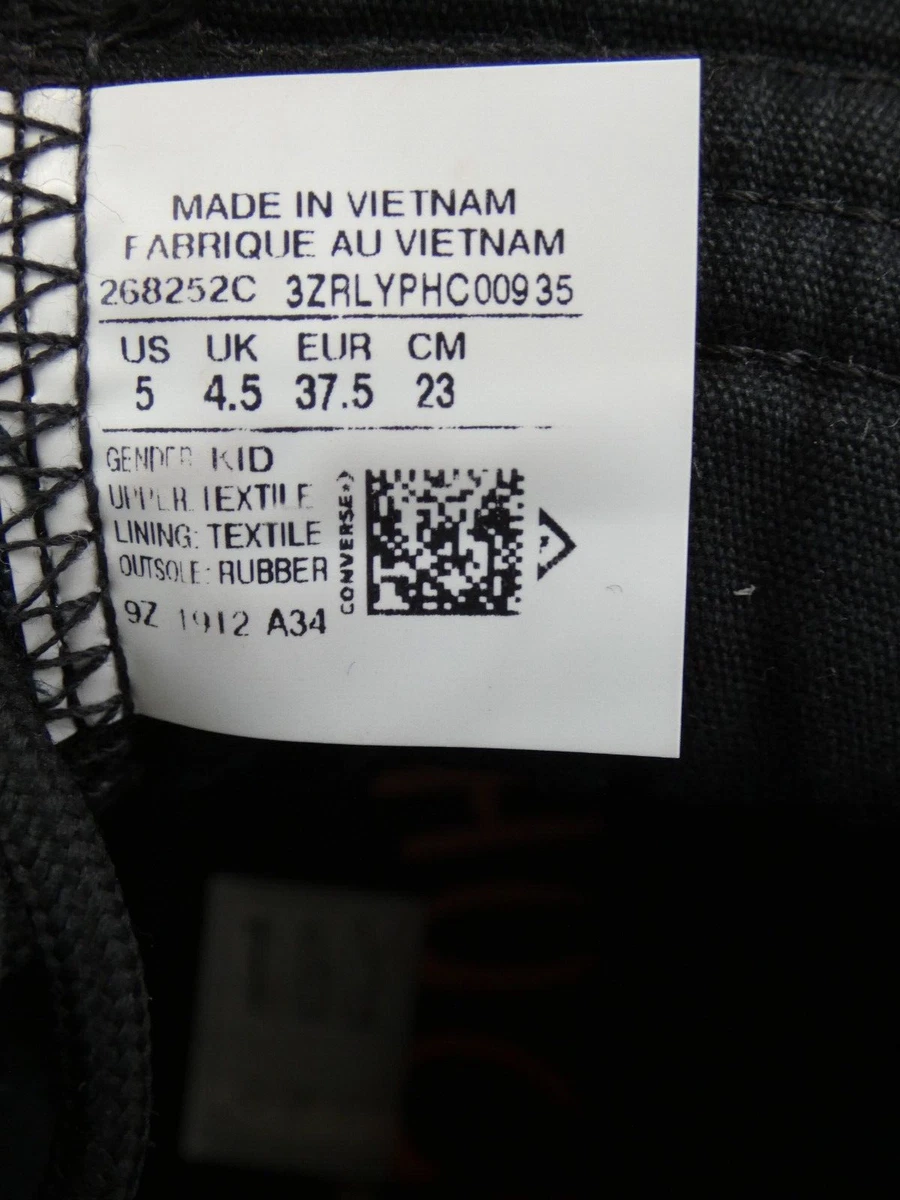 MADE IN VIETNAM
FABRIQUE AU VIETNAM
268252C 3ZRLYPHC00935
US UK EUR CM
5 4.5 37.5 23
GENDER KID
UPPER TEXTILE
LINING: TEXTILE
OUTSOLE: RUBBER
9Z 1912 A34
CONVERSE